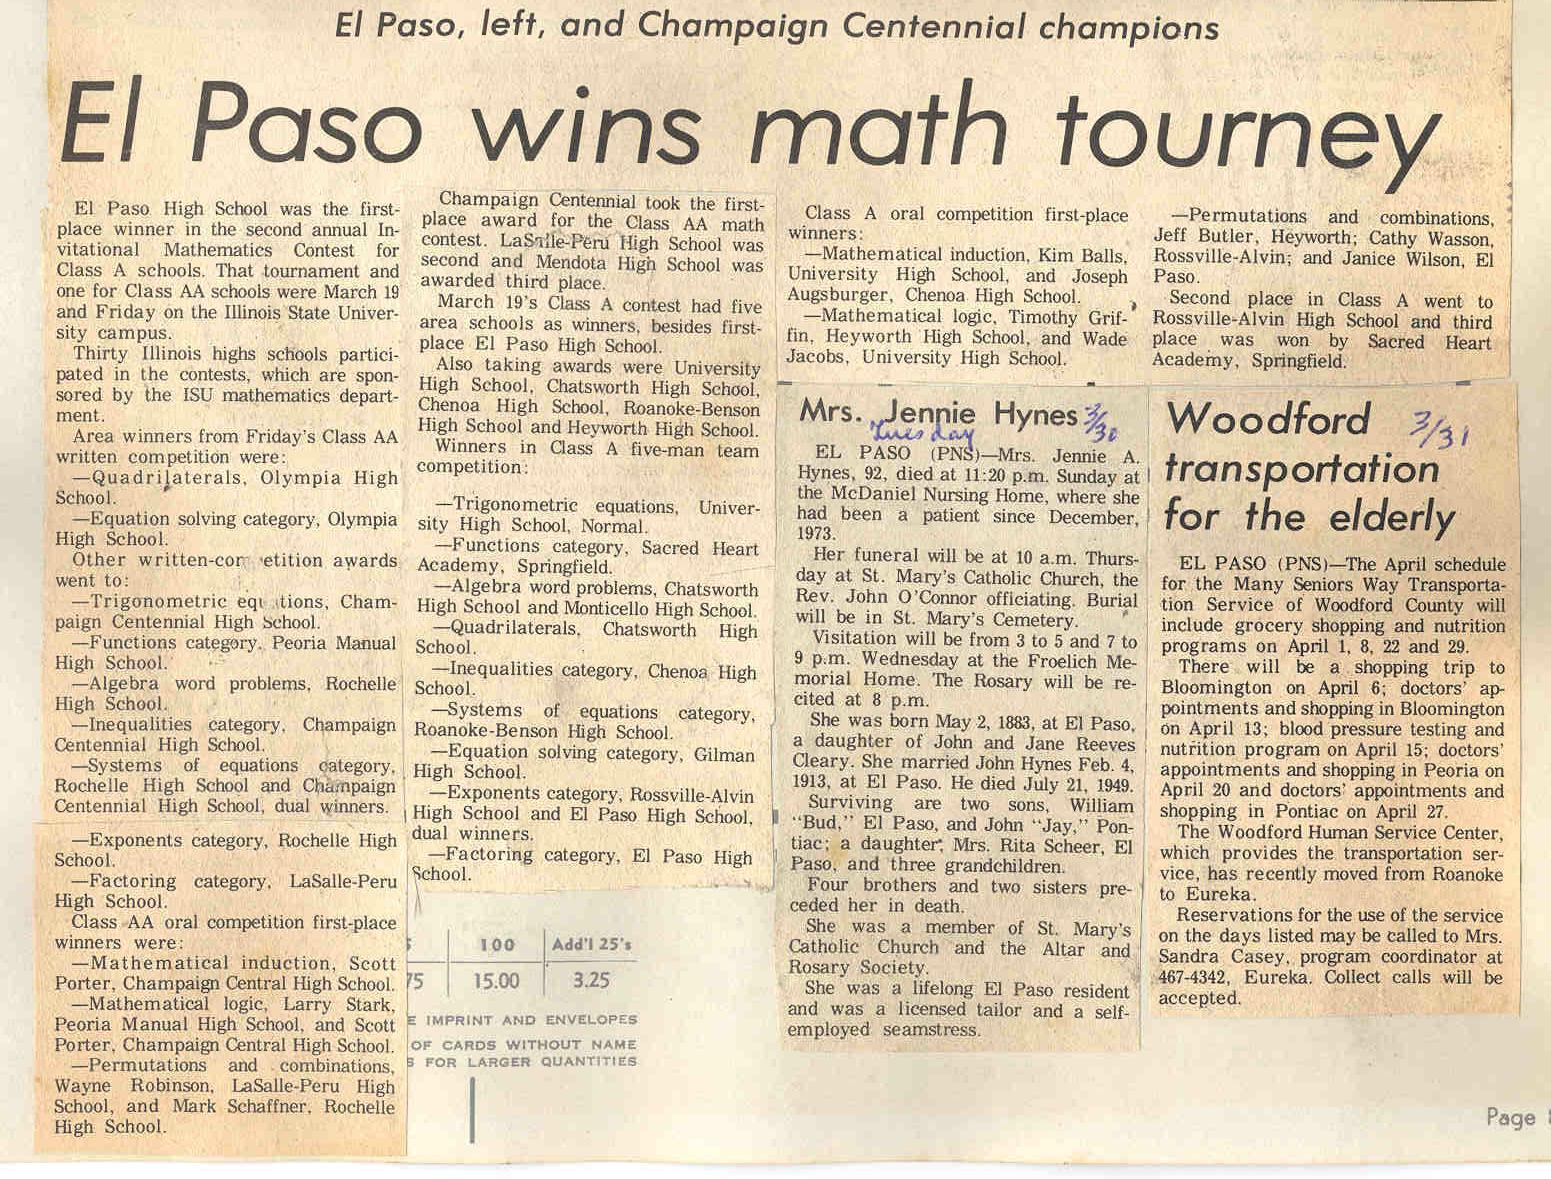 El Paso, left, and Champaign Centennial champions
El Paso wins math tourney
El Paso High School was the first-
place winner in the second annual In-
vitational Mathematics Contest for
Class A schools. That tournament and
one for Class AA schools were March 19
and Friday on the Illinois State Univer-
sity campus.
Thirty Illinois highs schools partici-
pated in the contests, which are spon-
sored by the ISU mathematics depart-
ment.
Area winners from Friday's Class AA
written competition were:
—Quadrilaterals, Olympia High
School.
—Equation solving category, Olympia
High School.
Other written-com etition awards
went to:
—Trigonometric equ tions, Cham-
paign Centennial High School.
—Functions category, Peoria Manual
High School.
—Algebra word problems, Rochelle
High School.
—Inequalities category, Champaign
Centennial High School.
—Systems of equations category,
Rochelle High School and Champaign
Centennial High School, dual winners.
—Exponents category, Rochelle High
School.
—Factoring category, LaSalle-Peru
High School.
Class AA oral competition first-place
winners were:
—Mathematical induction, Scott
Porter, Champaign Central High School.
—Mathematical logic, Larry Stark,
Peoria Manual High School, and Scott
Porter, Champaign Central High School.
—Permutations and combinations,
Wayne Robinson, LaSalle-Peru High
School, and Mark Schaffner, Rochelle
High School.
Champaign Centennial took the first-
place award for the Class AA math
contest. LaSalle-Peru High School was
second and Mendota High School was
awarded third place.
March 19's Class A contest had five
area schools as winners, besides first-
place El Paso High School.
Also taking awards were University
High School, Chatsworth High School,
Chenoa High School, Roanoke-Benson
High School and Heyworth High School.
Winners in Class A five-man team
competition:
—Trigonometric equations, Univer-
sity High School, Normal.
—Functions category, Sacred Heart
Academy, Springfield.
—Algebra word problems, Chatsworth
High School and Monticello High School.
—Quadrilaterals, Chatsworth High
School.
—Inequalities category, Chenoa High
School.
—Systems of equations category,
Roanoke-Benson High School.
—Equation solving category, Gilman
High School.
—Exponents category, Rossville-Alvin
High School and El Paso High School,
dual winners.
—Factoring category, El Paso High
School.
100 Add'l 25's
75 15.00 3.25
E IMPRINT AND ENVELOPES
OF CARDS WITHOUT NAME
S FOR LARGER QUANTITIES
Class A oral competition first-place
winners:
—Mathematical induction, Kim Balls,
University High School, and Joseph
Augsburger, Chenoa High School.
—Mathematical logic, Timothy Grif-
fin, Heyworth High School, and Wade
Jacobs, University High School.
—Permutations and combinations,
Jeff Butler, Heyworth; Cathy Wasson,
Rossville-Alvin; and Janice Wilson, El
Paso.
Second place in Class A went to
Rossville-Alvin High School and third
place was won by Sacred Heart
Academy, Springfield.
Mrs. Jennie Hynes 3/30
Tuesday
EL PASO (PNS)—Mrs. Jennie A.
Hynes, 92, died at 11:20 p.m. Sunday at
the McDaniel Nursing Home, where she
had been a patient since December,
1973.
Her funeral will be at 10 a.m. Thurs-
day at St. Mary's Catholic Church, the
Rev. John O'Connor officiating. Burial
will be in St. Mary's Cemetery.
Visitation will be from 3 to 5 and 7 to
9 p.m. Wednesday at the Froelich Me-
morial Home. The Rosary will be re-
cited at 8 p.m.
She was born May 2, 1883, at El Paso,
a daughter of John and Jane Reeves
Cleary. She married John Hynes Feb. 4,
1913, at El Paso. He died July 21, 1949.
Surviving are two sons, William
"Bud," El Paso, and John "Jay," Pon-
tiac; a daughter, Mrs. Rita Scheer, El
Paso, and three grandchildren.
Four brothers and two sisters pre-
ceded her in death.
She was a member of St. Mary's
Catholic Church and the Altar and
Rosary Society.
She was a lifelong El Paso resident
and was a licensed tailor and a self-
employed seamstress.
Woodford 3/31
transportation
for the elderly
EL PASO (PNS)—The April schedule
for the Many Seniors Way Transporta-
tion Service of Woodford County will
include grocery shopping and nutrition
programs on April 1, 8, 22 and 29.
There will be a shopping trip to
Bloomington on April 6; doctors' ap-
pointments and shopping in Bloomington
on April 13; blood pressure testing and
nutrition program on April 15; doctors'
appointments and shopping in Peoria on
April 20 and doctors' appointments and
shopping in Pontiac on April 27.
The Woodford Human Service Center,
which provides the transportation ser-
vice, has recently moved from Roanoke
to Eureka.
Reservations for the use of the service
on the days listed may be called to Mrs.
Sandra Casey, program coordinator at
467-4342, Eureka. Collect calls will be
accepted.
Page 8